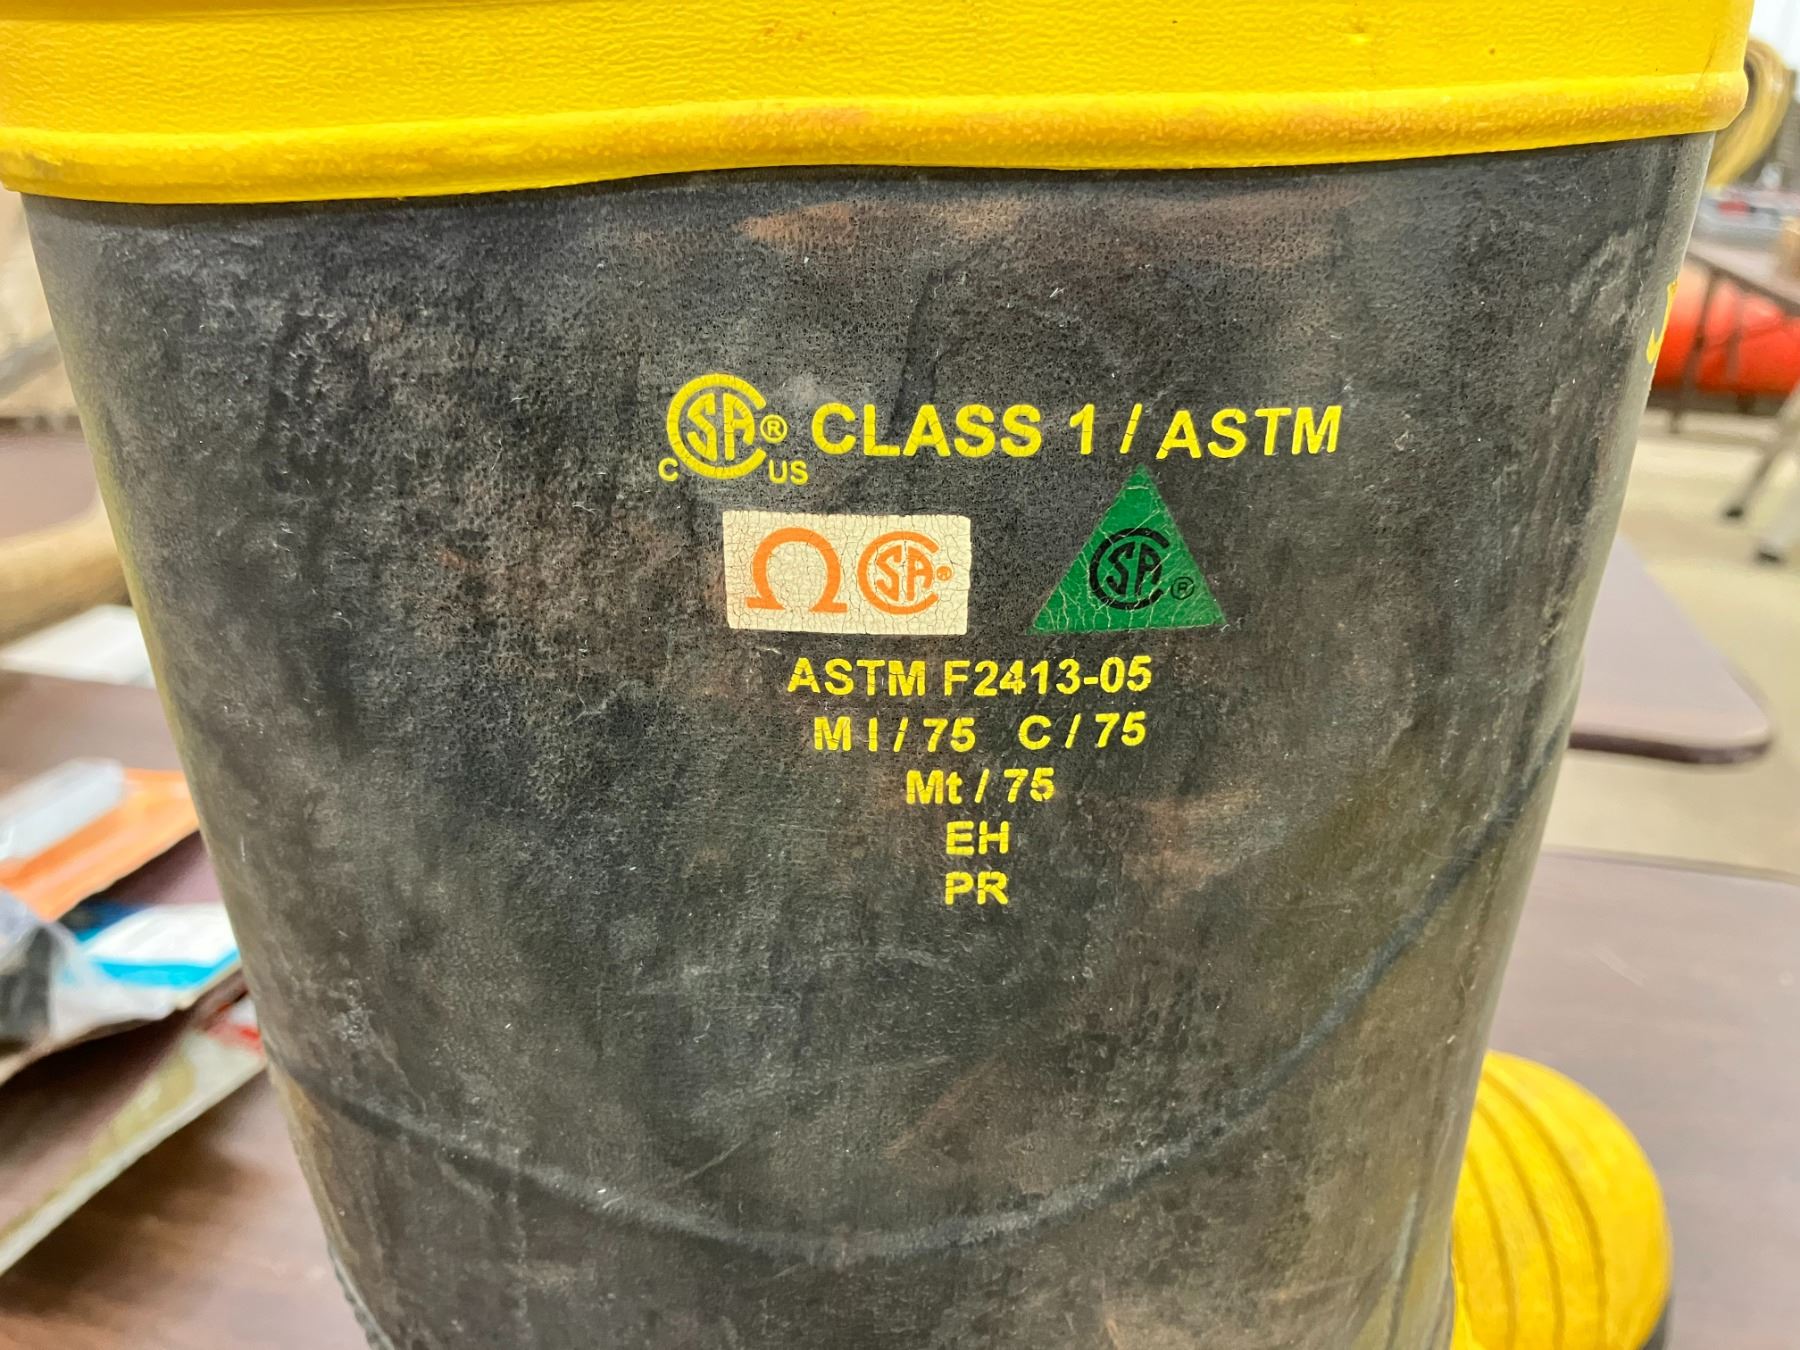 CSA® CLASS 1 / ASTM
C US
Ω CSA® CSA®
ASTM F2413-05
M I / 75 C / 75
Mt / 75
EH
PR